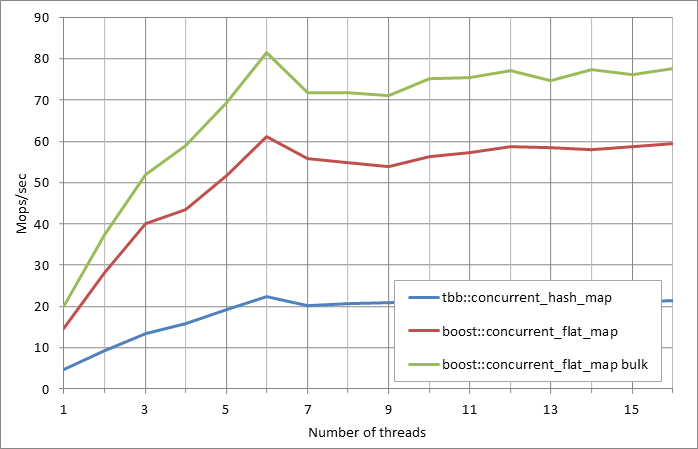 90
80
70
60
50
40
30
20
10
0
Mops/sec
tbb::concurrent_hash_map
boost::concurrent_flat_map
boost::concurrent_flat_map bulk
1 3 5 7 9 11 13 15
Number of threads